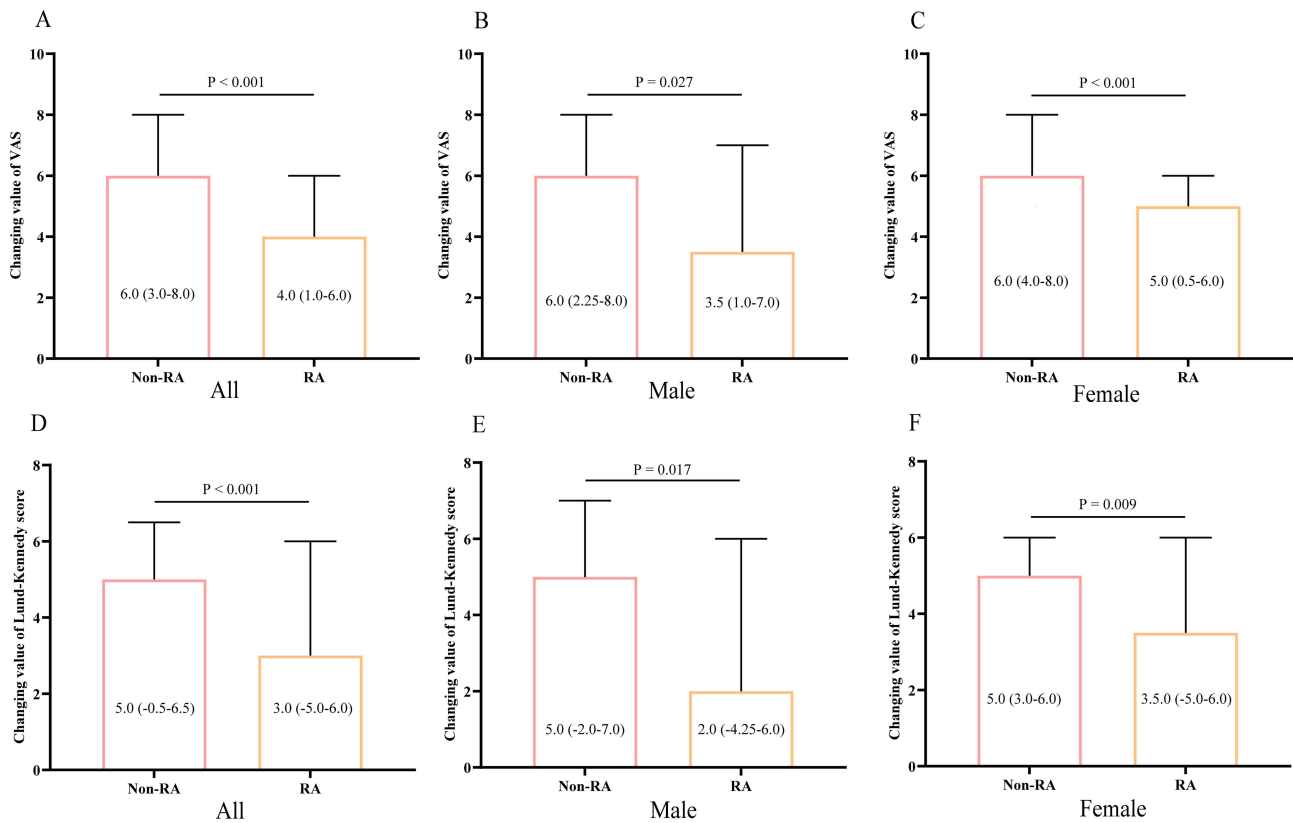 A
Changing value of VAS
10
8
6
4
2
0
P < 0.001
6.0 (3.0-8.0)
4.0 (1.0-6.0)
Non-RA
RA
All
B
Changing value of VAS
10
8
6
4
2
0
P = 0.027
6.0 (2.25-8.0)
3.5 (1.0-7.0)
Non-RA
RA
Male
C
Changing value of VAS
10
8
6
4
2
0
P < 0.001
6.0 (4.0-8.0)
5.0 (0.5-6.0)
Non-RA
RA
Female
D
Changing value of Lund-Kennedy score
8
6
4
2
0
P < 0.001
5.0 (-0.5-6.5)
3.0 (-5.0-6.0)
Non-RA
RA
All
E
Changing value of Lund-Kennedy score
8
6
4
2
0
P = 0.017
5.0 (-2.0-7.0)
2.0 (-4.25-6.0)
Non-RA
RA
Male
F
Changing value of Lund-Kennedy score
8
6
4
2
0
P = 0.009
5.0 (3.0-6.0)
3.5.0 (-5.0-6.0)
Non-RA
RA
Female